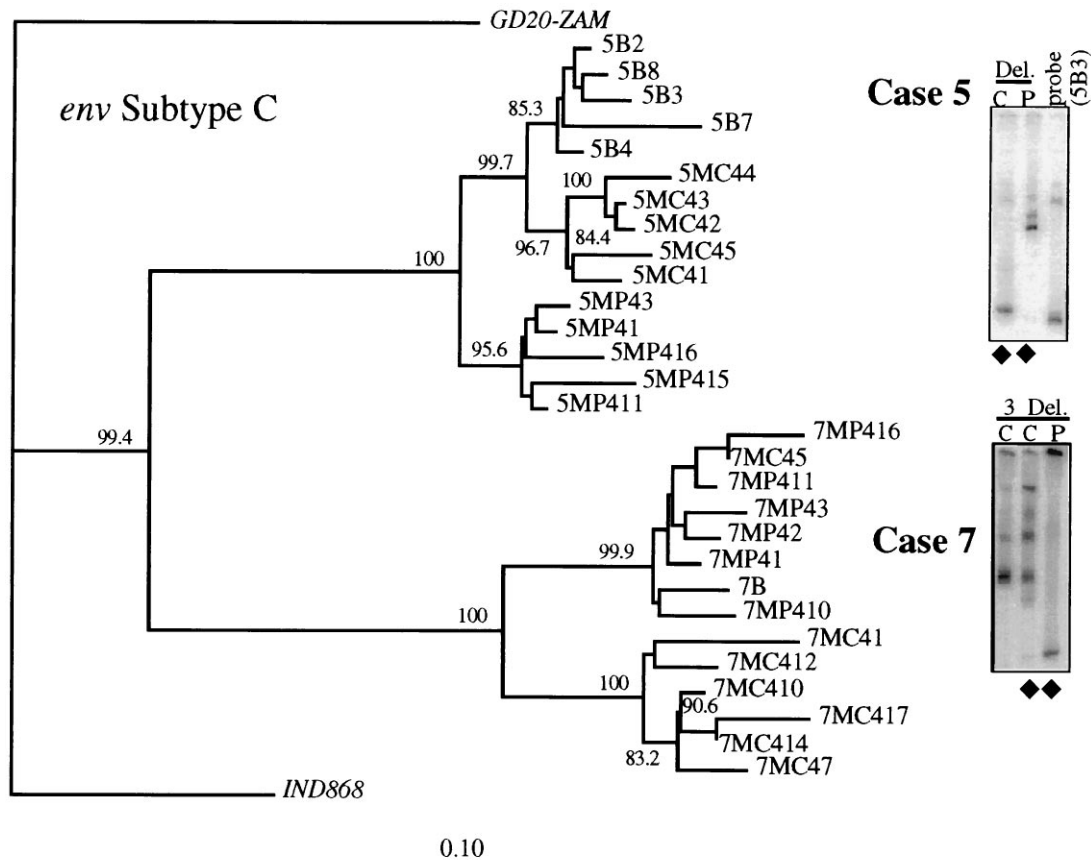 GD20-ZAM
env Subtype C
5B2
5B8
5B3
5B7
5B4
85.3
99.7
5MC44
100
5MC43
5MC42
84.4
96.7
5MC45
5MC41
100
5MP43
5MP41
95.6
5MP416
5MP415
5MP411
99.4
7MP416
7MC45
7MP411
7MP43
7MP42
99.9
7MP41
7B
7MP410
100
7MC41
7MC412
100
7MC410
90.6
7MC417
7MC414
83.2
7MC47
IND868
0.10
Case 5
Del.
C P
probe
(5B3)
Case 7
3 Del.
C C P